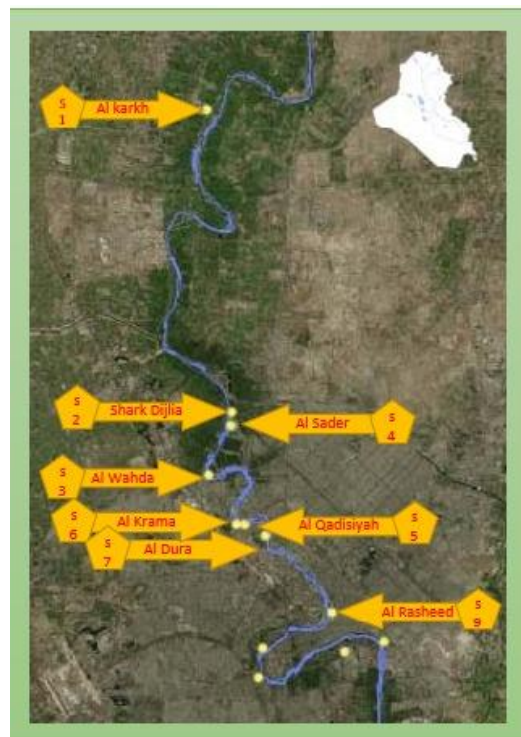 s
1
Al karkh
s
2
Shark Dijlia
Al Sader
s
4
s
3
Al Wahda
s
6
Al Krama
Al Qadisiyah
s
5
s
7
Al Dura
Al Rasheed
s
9